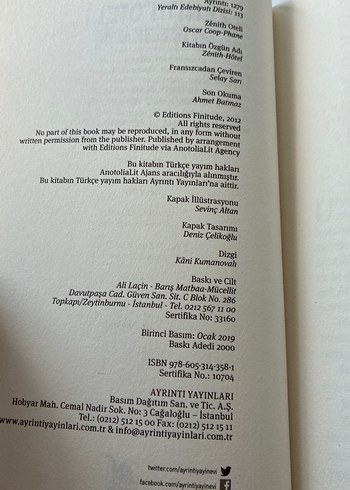 Ayrıntı: 1279
Yeraltı Edebiyatı Dizisi: 113
Zénith Oteli
Oscar Coop-Phane
Kitabın Özgün Adı
Zénith-Hôtel
Fransızcadan Çeviren
Selay Sarı
Son Okuma
Ahmet Batmaz
© Editions Finitude, 2012
All rights reserved
No part of this book may be reproduced, in any form without
written permission from the publisher. Published by arrangement
with Editions Finitude via AnotoliaLit Agency
Bu kitabın Türkçe yayım hakları
AnotoliaLit Ajans aracılığıyla alınmıştır.
Bu kitabın Türkçe yayım hakları Ayrıntı Yayınları'na aittir.
Kapak İllüstrasyonu
Sevinç Altan
Kapak Tasarımı
Deniz Çelikoğlu
Dizgi
Kâni Kumanovalı
Baskı ve Cilt
Ali Laçin - Barış Matbaa-Mücellit
Davutpaşa Cad. Güven San. Sit. C Blok No. 286
Topkapı/Zeytinburnu - İstanbul - Tel. 0212 567 11 00
Sertifika No: 33160
Birinci Basım: Ocak 2019
Baskı Adedi 2000
ISBN 978-605-314-358-1
Sertifika No.: 10704
AYRINTI YAYINLARI
Basım Dağıtım San. ve Tic. A.Ş.
Hobyar Mah. Cemal Nadir Sok. No: 3 Cağaloğlu – İstanbul
Tel.: (0212) 512 15 00 Fax: (0212) 512 15 11
www.ayrintiyayinlari.com.tr & info@ayrintiyayinlari.com.tr
twitter.com/ayrintiyayinevi
facebook.com/ayrintiyayinevi